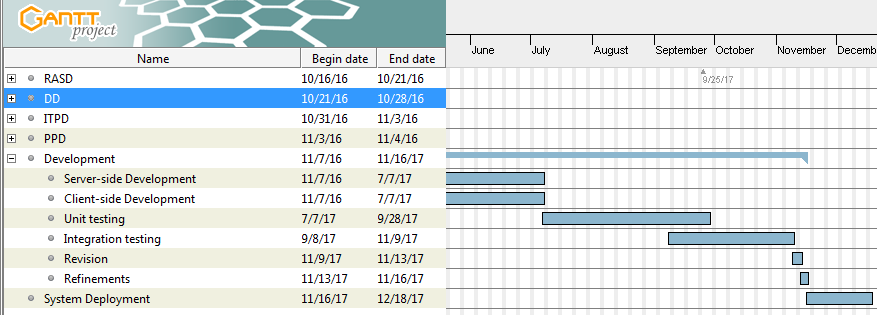 GANTT
project
Name Begin date End date June July August September October November Decemb
RASD 10/16/16 10/21/16 9/25/17
DD 10/21/16 10/28/16
ITPD 10/31/16 11/3/16
PPD 11/3/16 11/4/16
Development 11/7/16 11/16/17
Server-side Development 11/7/16 7/7/17
Client-side Development 11/7/16 7/7/17
Unit testing 7/7/17 9/28/17
Integration testing 9/8/17 11/9/17
Revision 11/9/17 11/13/17
Refinements 11/13/17 11/16/17
System Deployment 11/16/17 12/18/17